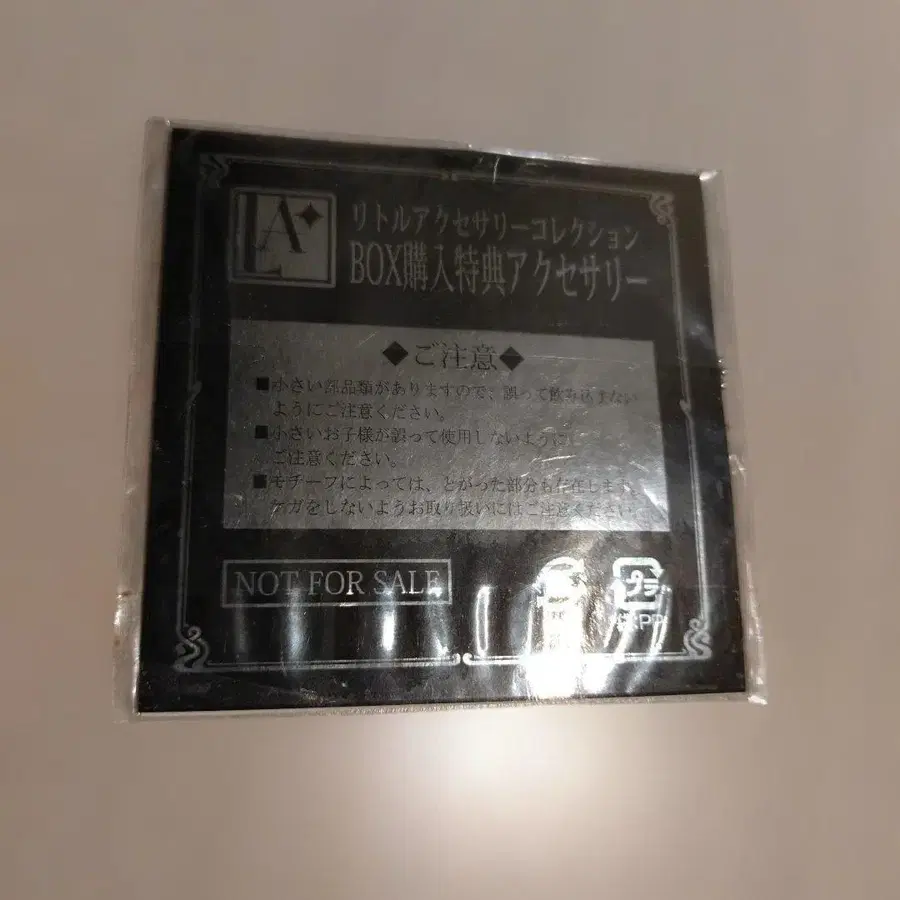 LA
リトルアクセサリーコレクション
BOX購入特典アクセサリー
◆ご注意◆
■小さい部品類がありますので、誤って飲み込まない
ようにご注意ください。
■小さいお子様が誤って使用しないように
ご注意ください。
■モチーフによっては、とがった部分も存在します。
ケガをしないようお取り扱いにはご注意ください
NOT FOR SALE
プラ
PP